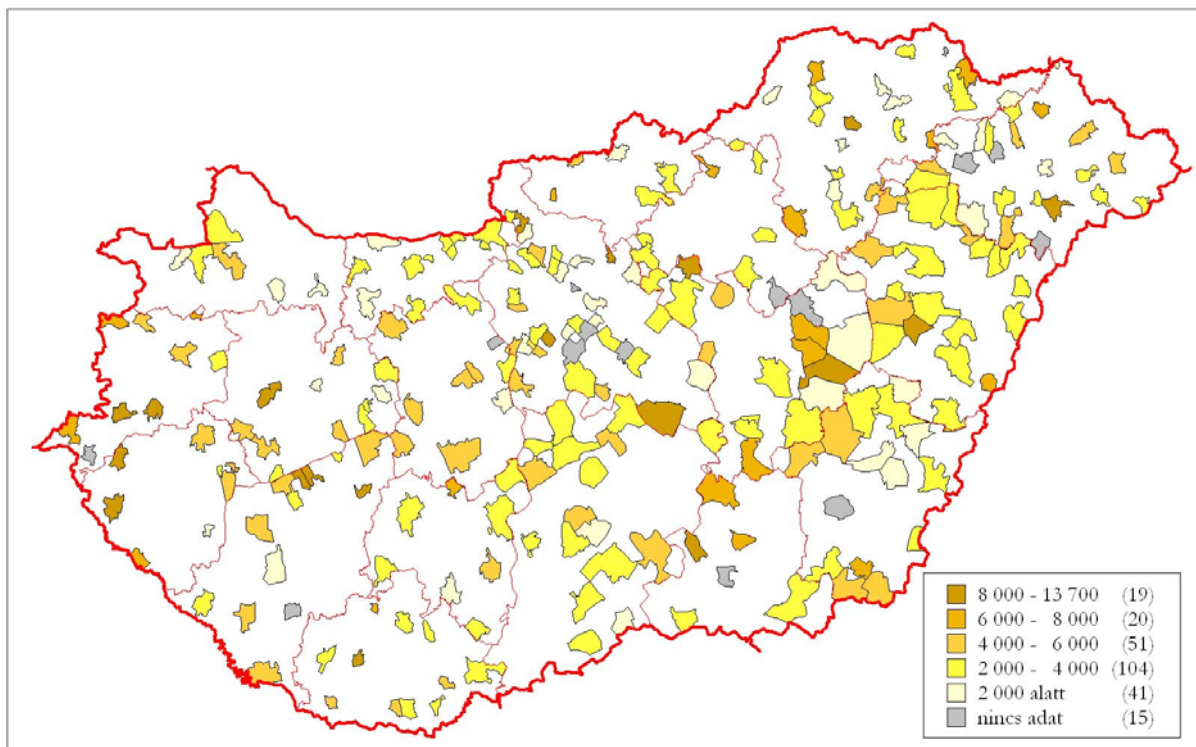 8 000 - 13 700 (19)
6 000 - 8 000 (20)
4 000 - 6 000 (51)
2 000 - 4 000 (104)
2 000 alatt (41)
nincs adat (15)